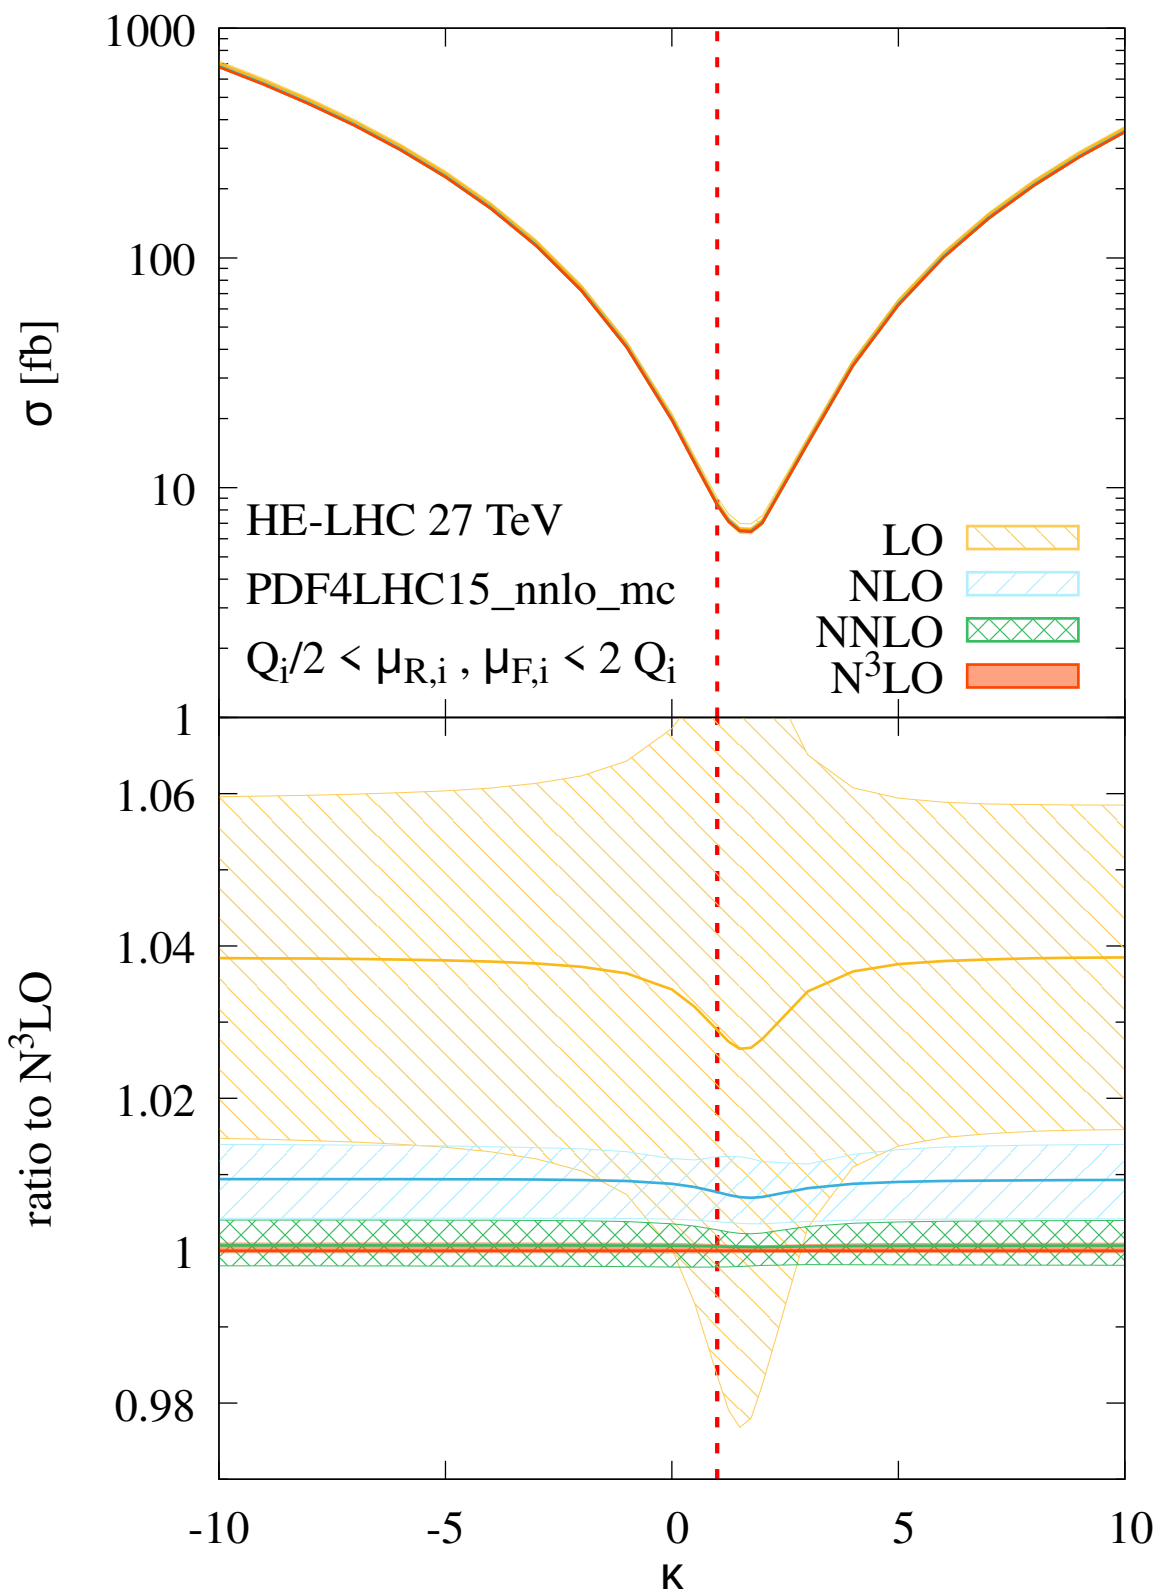 1000
100
10
1
σ [fb]
HE-LHC 27 TeV
PDF4LHC15_nnlo_mc
Qi/2 < μR,i , μF,i < 2 Qi
LO
NLO
NNLO
N³LO
1.06
1.04
1.02
1
0.98
ratio to N³LO
-10 -5 0 5 10
κ